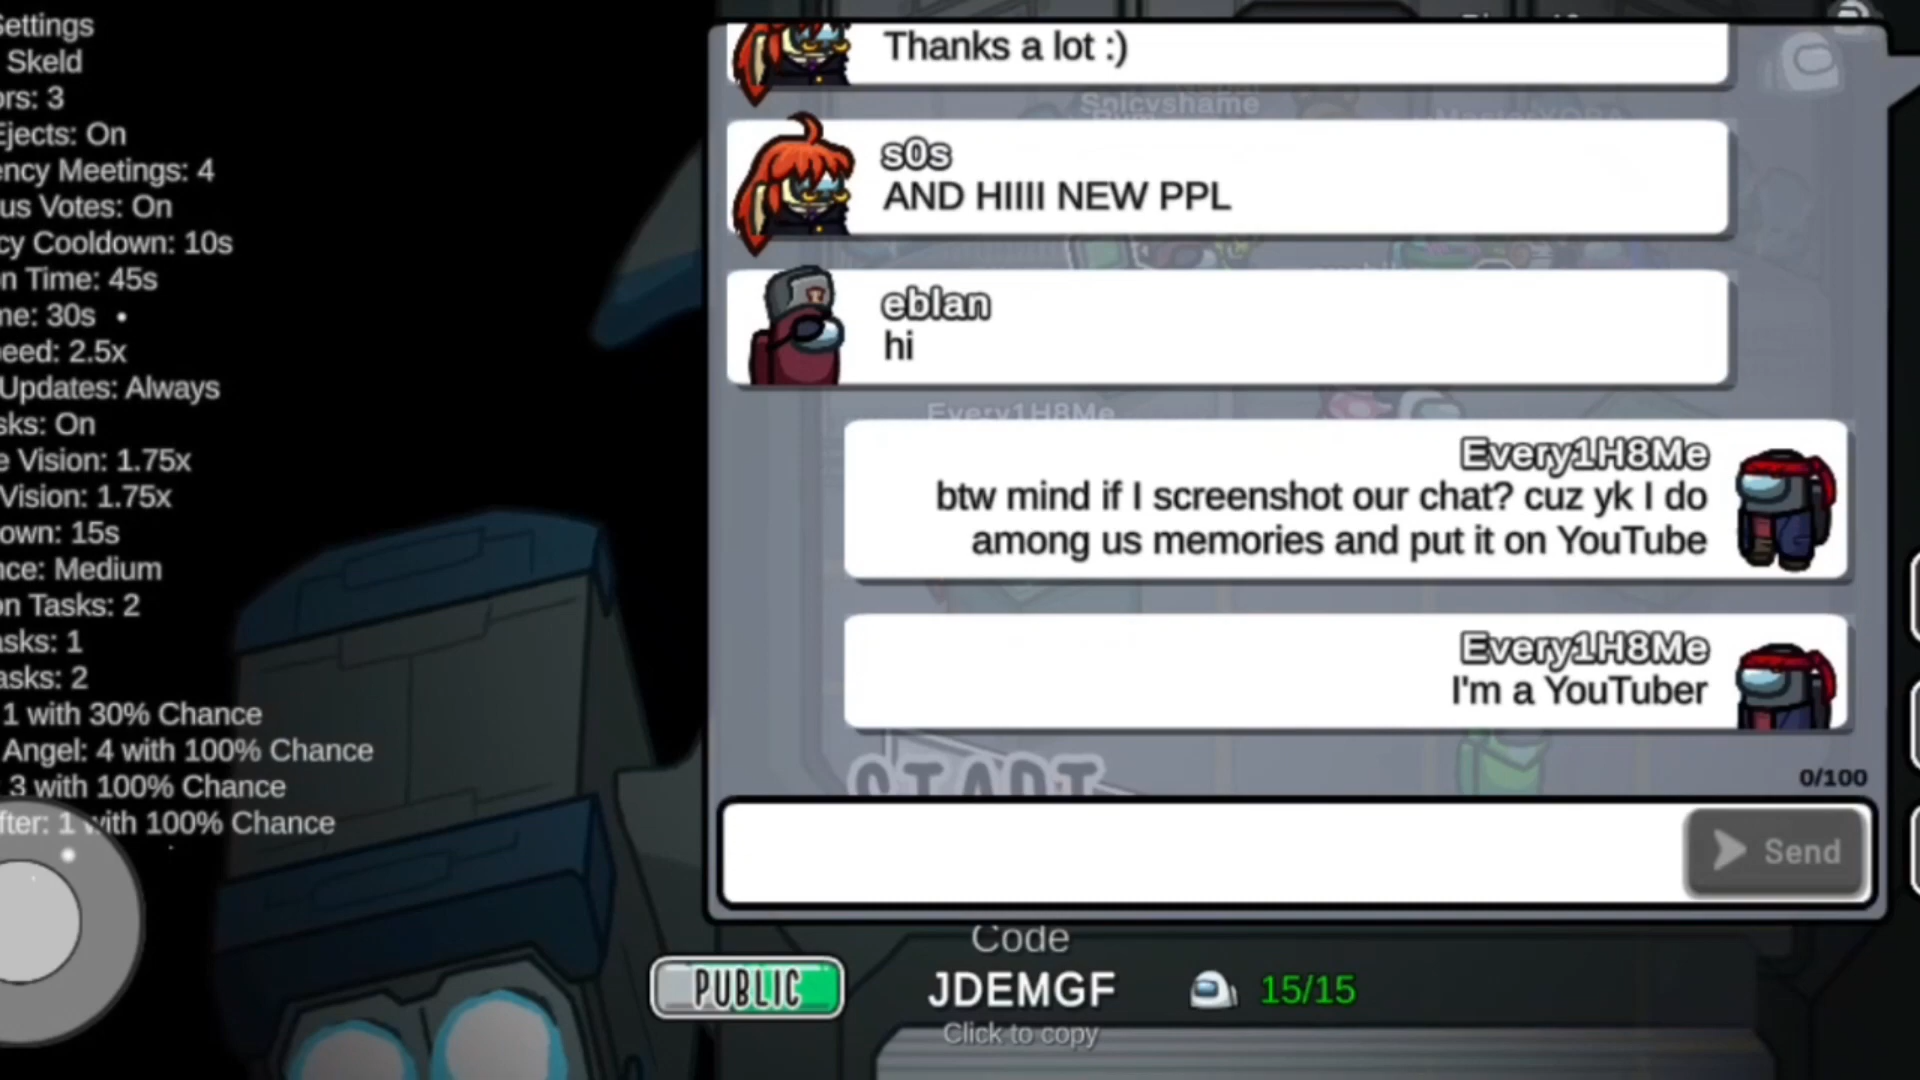 Settings
Skeld
ors: 3
Ejects: On
ency Meetings: 4
us Votes: On
cy Cooldown: 10s
on Time: 45s
me: 30s
eed: 2.5x
Updates: Always
sks: On
e Vision: 1.75x
Vision: 1.75x
own: 15s
nce: Medium
on Tasks: 2
asks: 1
asks: 2
1 with 30% Chance
Angel: 4 with 100% Chance
3 with 100% Chance
fter: 1 with 100% Chance
Thanks a lot :)
Spicyshame
s0s
AND HIIII NEW PPL
eblan
hi
Every1H8Me
Every1H8Me
btw mind if I screenshot our chat? cuz yk I do
among us memories and put it on YouTube
Every1H8Me
I'm a YouTuber
START
0/100
Send
Code
PUBLIC
JDEMGF
15/15
Click to copy